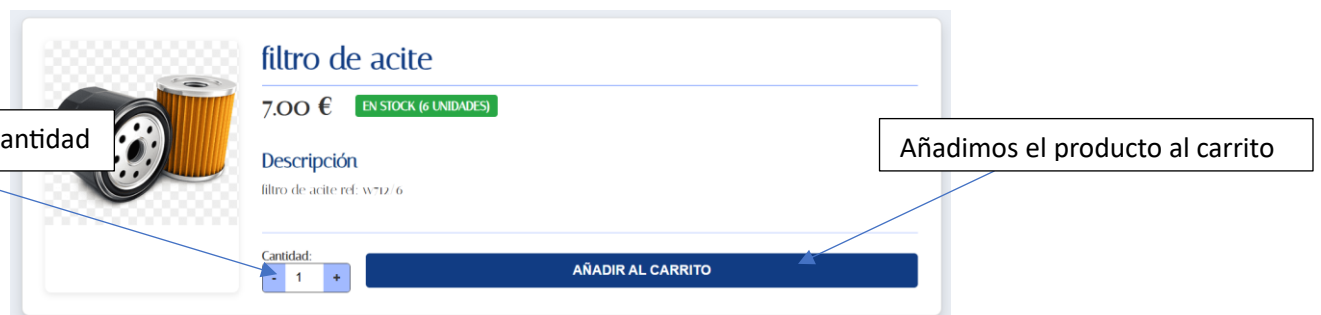 filtro de acite
7.00 € EN STOCK (6 UNIDADES)
antidad
Añadimos el producto al carrito
Descripción
filtro de acite ref: W712/6
Cantidad:
- 1 +
AÑADIR AL CARRITO